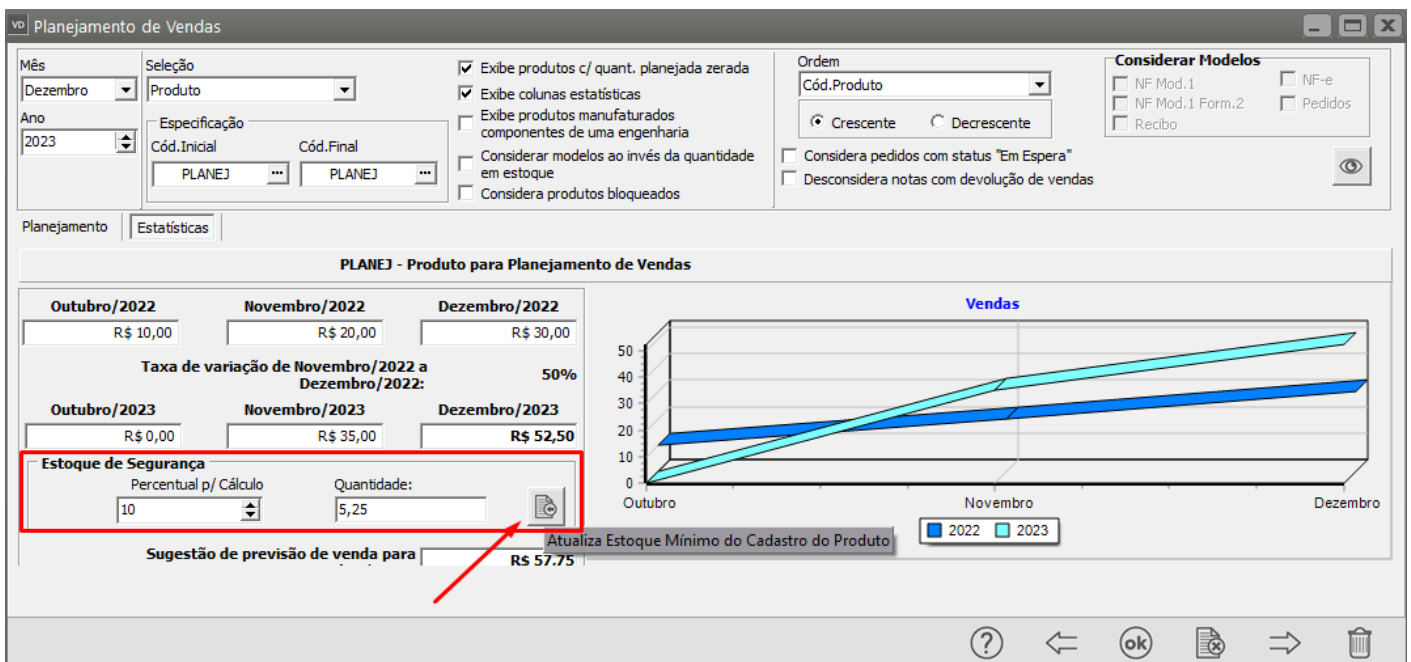 VD Planejamento de Vendas
Mês
Dezembro
Ano
2023
Seleção
Produto
Especificação
Cód.Inicial Cód.Final
PLANEJ ... PLANEJ ...
Exibe produtos c/ quant. planejada zerada
Exibe colunas estatísticas
Exibe produtos manufaturados
componentes de uma engenharia
Considerar modelos ao invés da quantidade
em estoque
Considera produtos bloqueados
Ordem
Cód.Produto
Crescente Decrescente
Considera pedidos com status "Em Espera"
Desconsidera notas com devolução de vendas
Considerar Modelos
NF Mod.1 NF-e
NF Mod.1 Form.2 Pedidos
Recibo
Planejamento Estatísticas
PLANEJ - Produto para Planejamento de Vendas
Outubro/2022 Novembro/2022 Dezembro/2022
R$ 10,00 R$ 20,00 R$ 30,00
Taxa de variação de Novembro/2022 a
Dezembro/2022:
50%
Outubro/2023 Novembro/2023 Dezembro/2023
R$ 0,00 R$ 35,00 R$ 52,50
Estoque de Segurança
Percentual p/ Cálculo Quantidade:
10 5,25
Atualiza Estoque Mínimo do Cadastro do Produto
Sugestão de previsão de venda para
R$ 57,75
Vendas
50
40
30
20
10
0
Outubro Novembro Dezembro
2022 2023
? ok